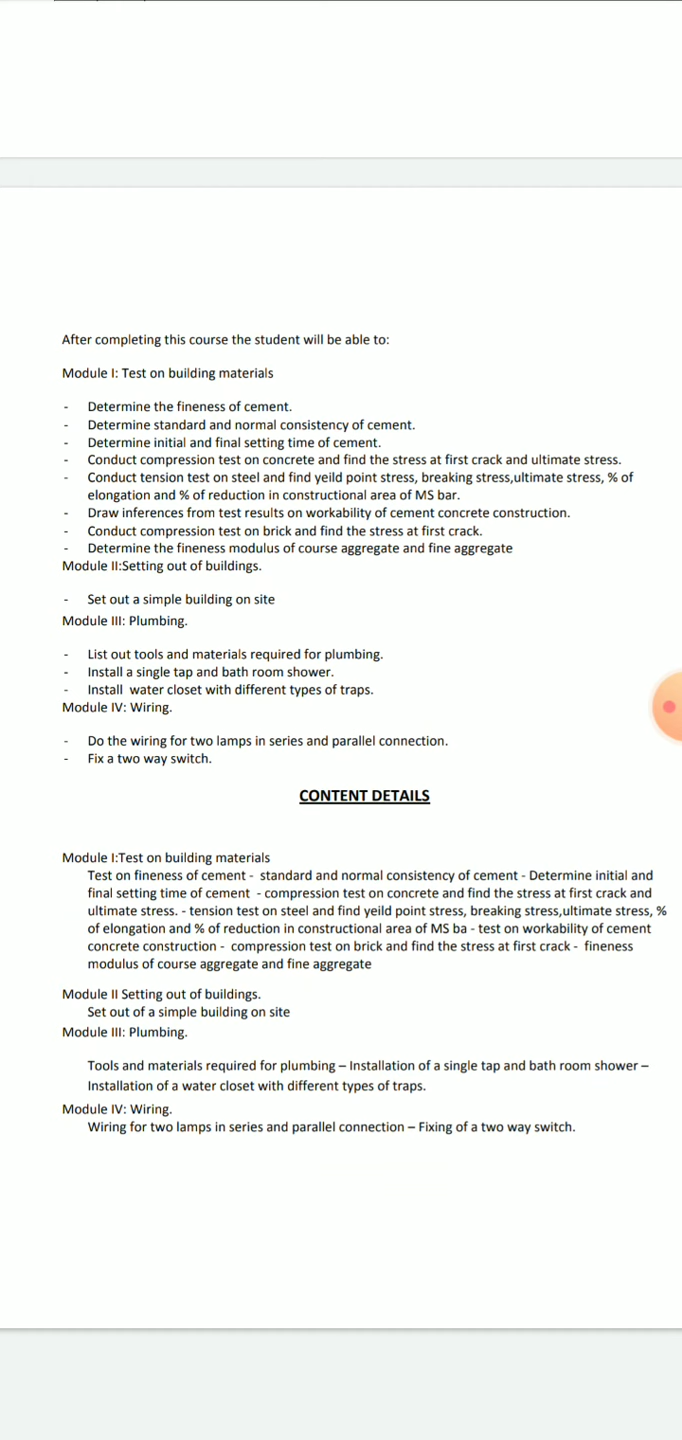 After completing this course the student will be able to:
Module I: Test on building materials
- Determine the fineness of cement.
- Determine standard and normal consistency of cement.
- Determine initial and final setting time of cement.
- Conduct compression test on concrete and find the stress at first crack and ultimate stress.
- Conduct tension test on steel and find yeild point stress, breaking stress,ultimate stress, % of
elongation and % of reduction in constructional area of MS bar.
- Draw inferences from test results on workability of cement concrete construction.
- Conduct compression test on brick and find the stress at first crack.
- Determine the fineness modulus of course aggregate and fine aggregate
Module II:Setting out of buildings.
- Set out a simple building on site
Module III: Plumbing.
- List out tools and materials required for plumbing.
- Install a single tap and bath room shower.
- Install water closet with different types of traps.
Module IV: Wiring.
- Do the wiring for two lamps in series and parallel connection.
- Fix a two way switch.
CONTENT DETAILS
Module I:Test on building materials
Test on fineness of cement - standard and normal consistency of cement - Determine initial and
final setting time of cement - compression test on concrete and find the stress at first crack and
ultimate stress. - tension test on steel and find yeild point stress, breaking stress,ultimate stress, %
of elongation and % of reduction in constructional area of MS ba - test on workability of cement
concrete construction - compression test on brick and find the stress at first crack - fineness
modulus of course aggregate and fine aggregate
Module II Setting out of buildings.
Set out of a simple building on site
Module III: Plumbing.
Tools and materials required for plumbing – Installation of a single tap and bath room shower –
Installation of a water closet with different types of traps.
Module IV: Wiring.
Wiring for two lamps in series and parallel connection – Fixing of a two way switch.